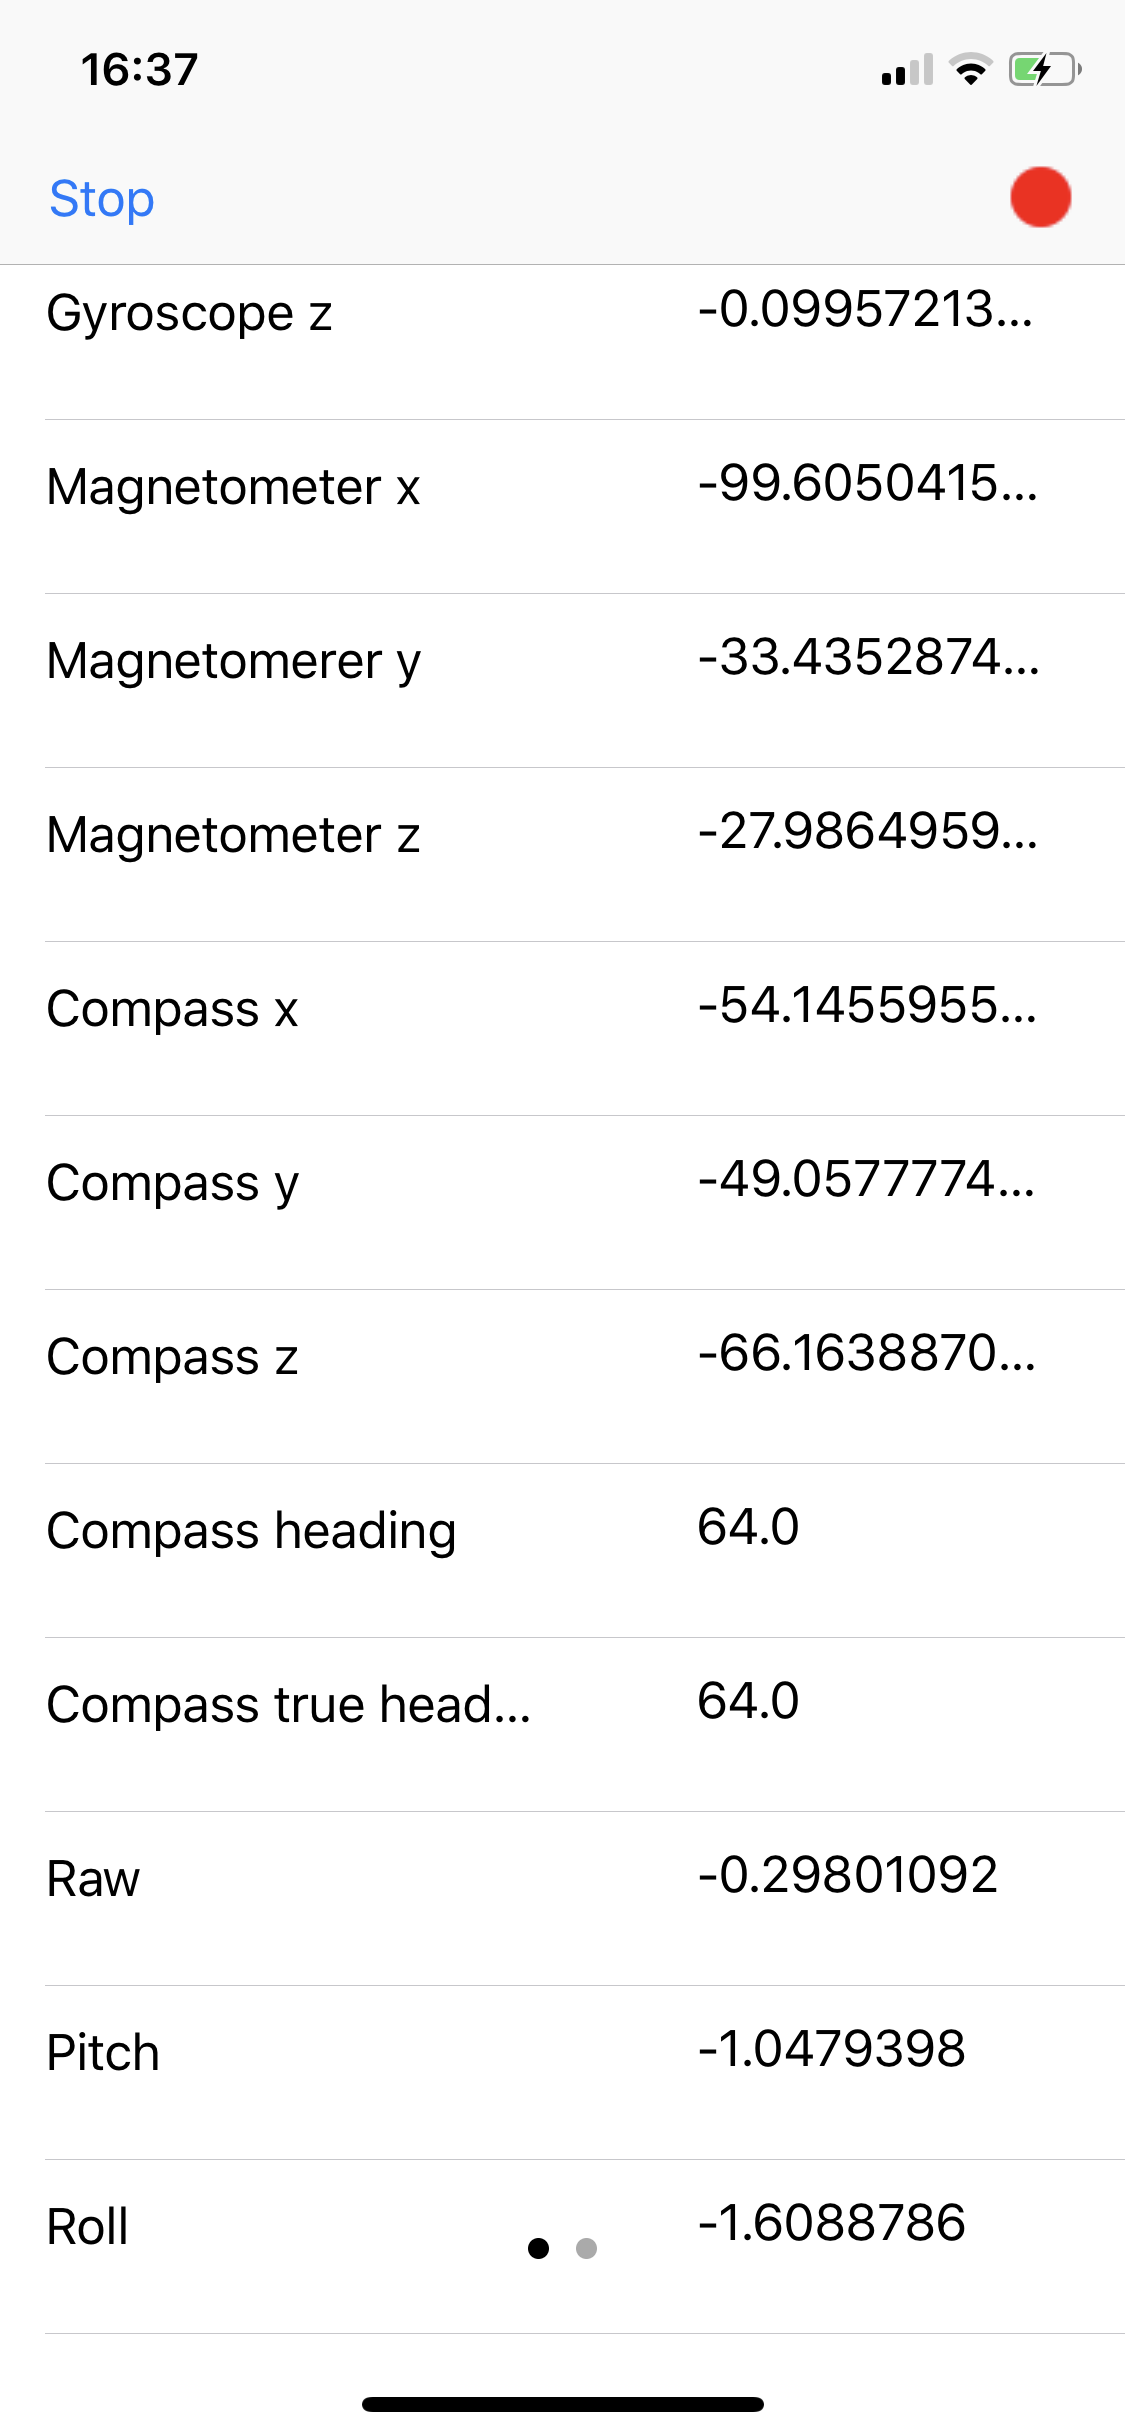 16:37
Stop
Gyroscope z -0.09957213...
Magnetometer x -99.6050415...
Magnetomerer y -33.4352874...
Magnetometer z -27.9864959...
Compass x -54.1455955...
Compass y -49.0577774...
Compass z -66.1638870...
Compass heading 64.0
Compass true head... 64.0
Raw -0.29801092
Pitch -1.0479398
Roll -1.6088786